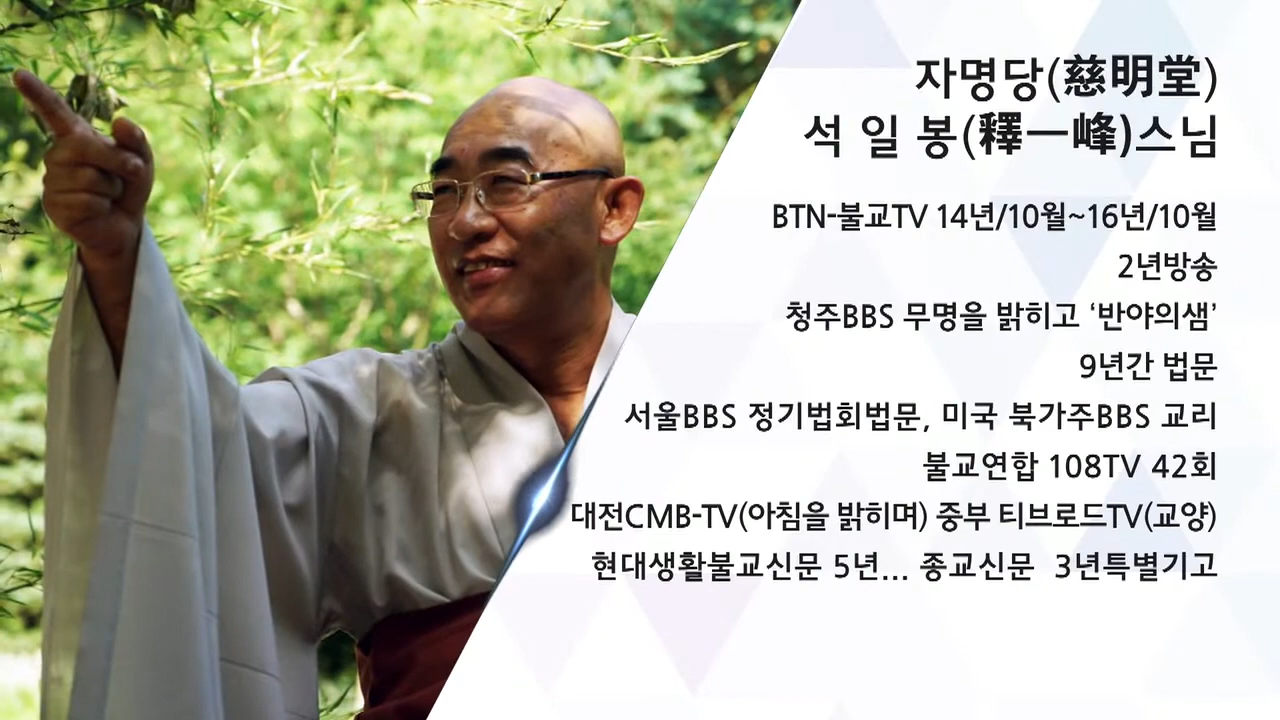 자명당(慈明堂)
석 일 봉(釋一峰)스님
BTN-불교TV 14년/10월~16년/10월
2년방송
청주BBS 무명을 밝히고 ‘반야의샘’
9년간 법문
서울BBS 정기법회법문, 미국 북가주BBS 교리
불교연합 108TV 42회
대전CMB-TV(아침을 밝히며) 중부 티브로드TV(교양)
현대생활불교신문 5년... 종교신문 3년특별기고